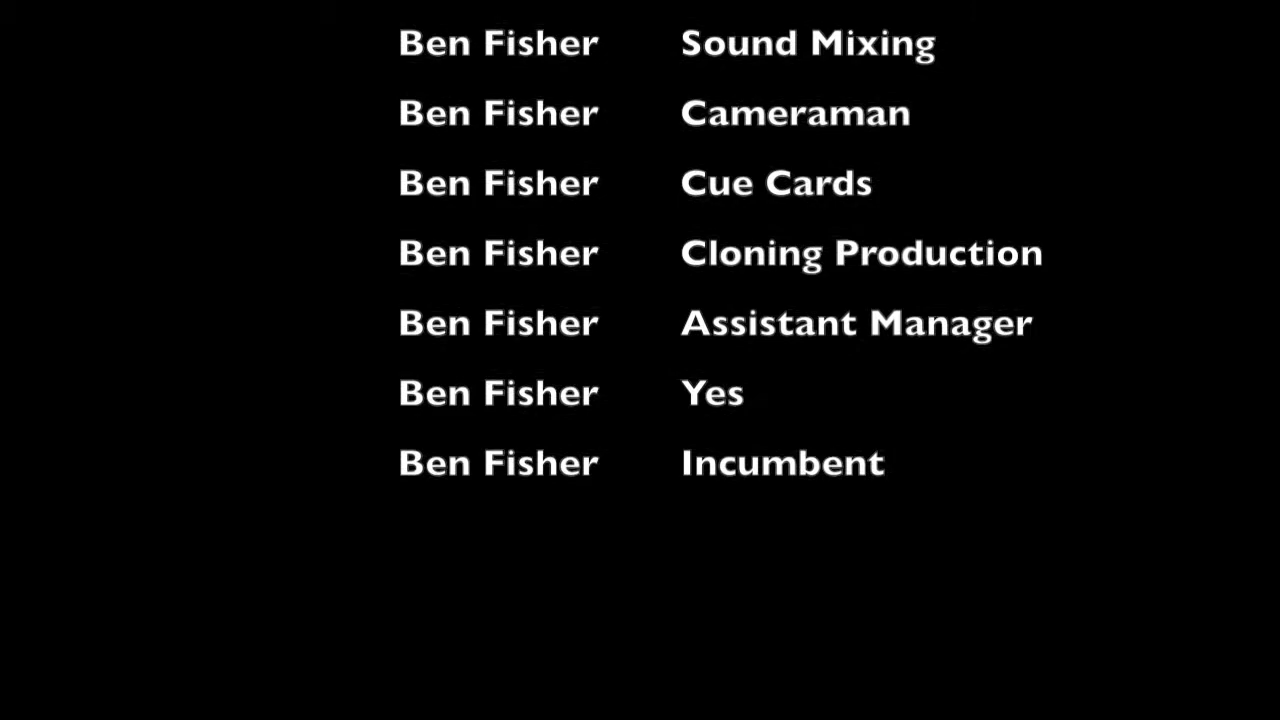 Ben Fisher Sound Mixing
Ben Fisher Cameraman
Ben Fisher Cue Cards
Ben Fisher Cloning Production
Ben Fisher Assistant Manager
Ben Fisher Yes
Ben Fisher Incumbent